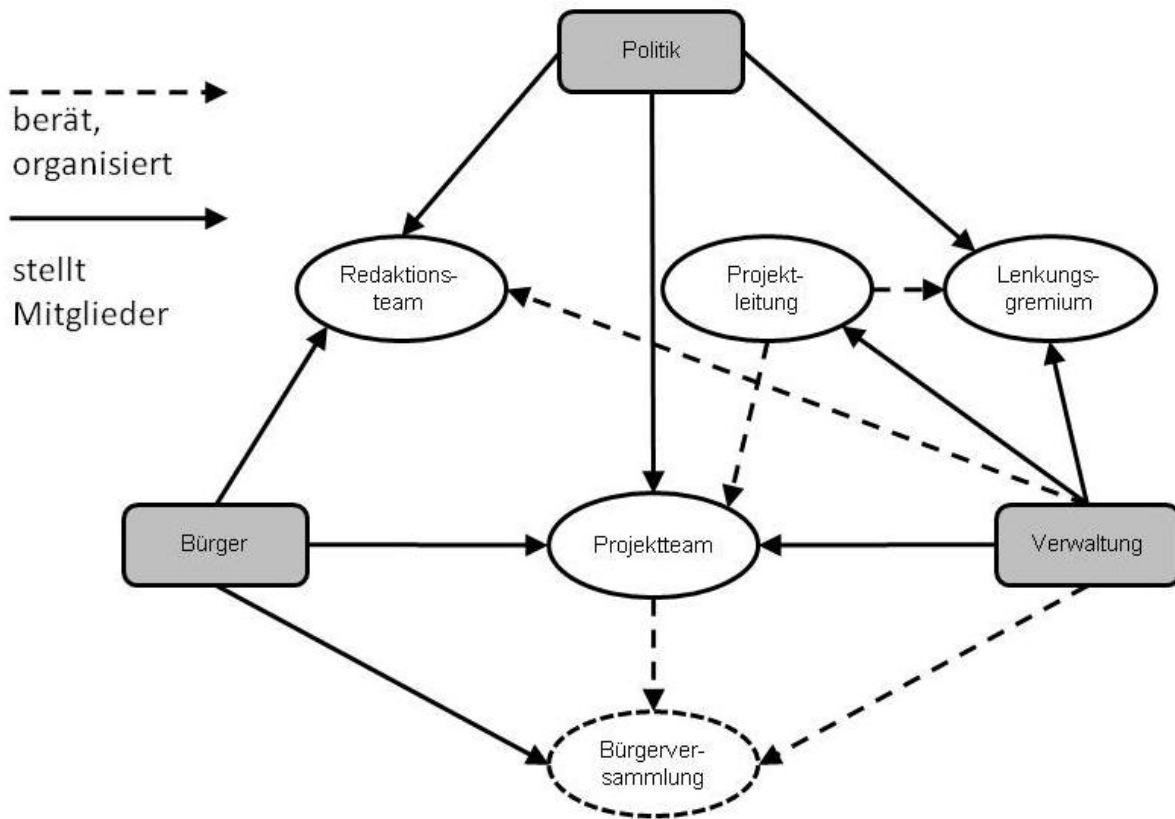 Politik
berät,
organisiert
stellt
Mitglieder
Redaktions-
team
Projekt-
leitung
Lenkungs-
gremium
Bürger
Projektteam
Verwaltung
Bürgerver-
sammlung